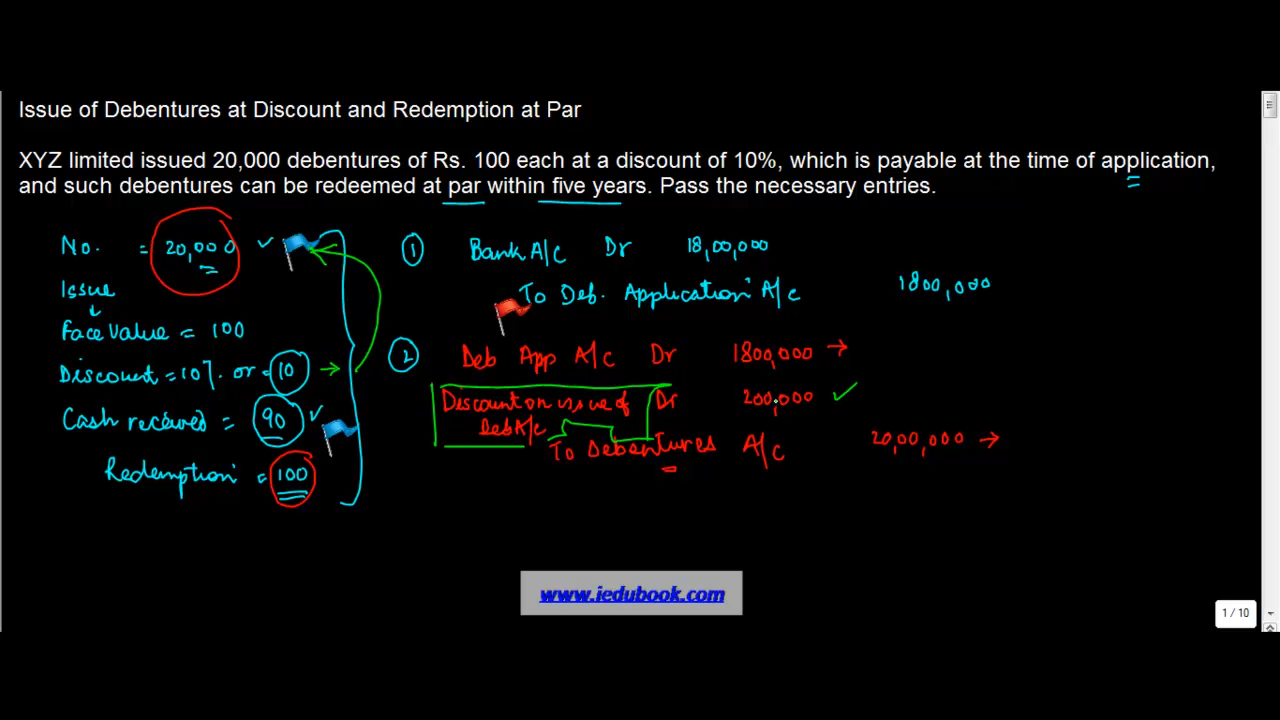 Issue of Debentures at Discount and Redemption at Par
XYZ limited issued 20,000 debentures of Rs. 100 each at a discount of 10%, which is payable at the time of application,
and such debentures can be redeemed at par within five years. Pass the necessary entries.
No. = 20,000
Issue
Face Value = 100
Discount = 10% or = 10
Cash received = 90
Redemption = 100
1 Bank A/c Dr 18,00,000
To Deb. Application A/c 1800,000
2 Deb App A/c Dr 1800,000
Discount on issue of Dr 200,000
Deb A/c
To Debentures A/c 20,00,000
www.iedubook.com
1 / 10